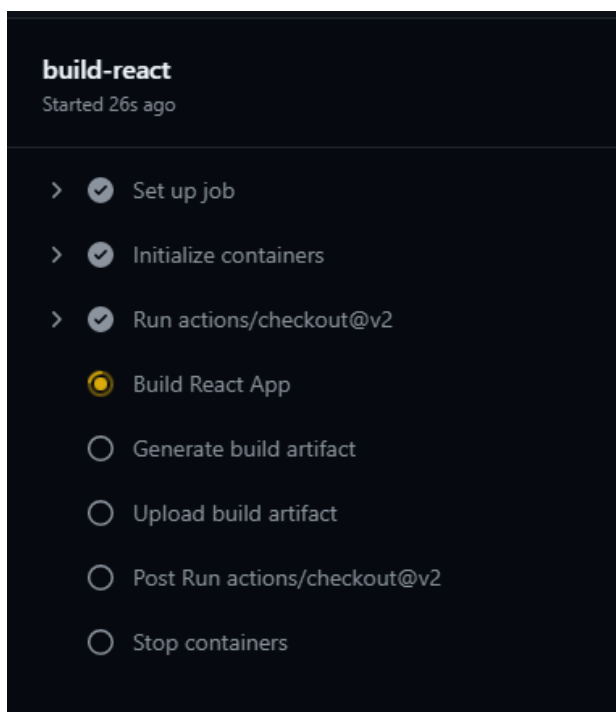 build-react
Started 26s ago
Set up job
Initialize containers
Run actions/checkout@v2
Build React App
Generate build artifact
Upload build artifact
Post Run actions/checkout@v2
Stop containers